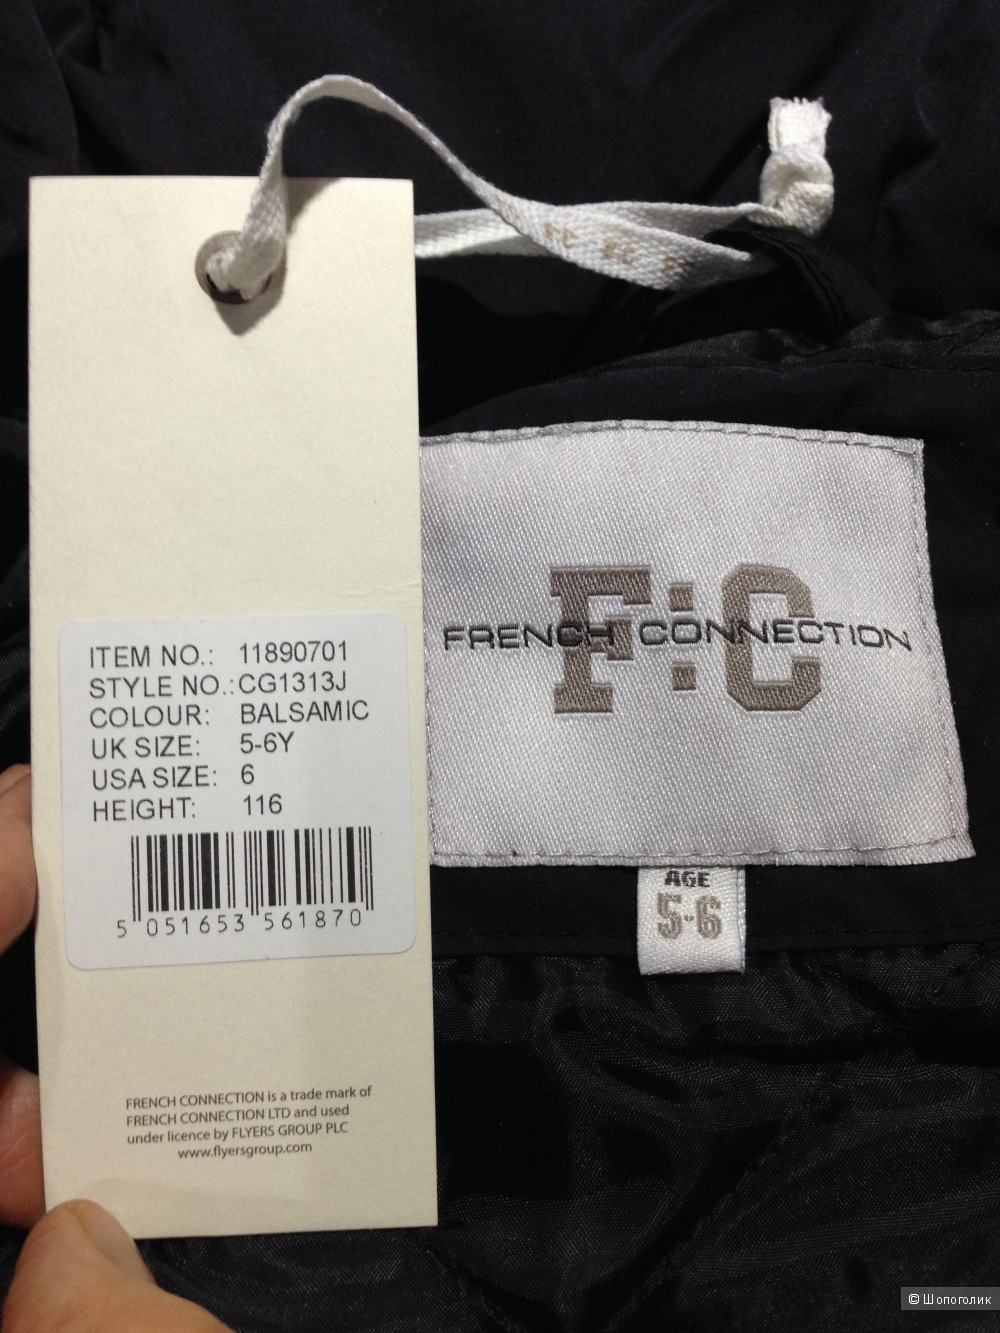 FC FC F
ITEM NO.: 11890701
STYLE NO.: CG1313J
COLOUR: BALSAMIC
UK SIZE: 5-6Y
USA SIZE: 6
HEIGHT: 116
5 051653 561870
FRENCH CONNECTION is a trade mark of
FRENCH CONNECTION LTD and used
under licence by FLYERS GROUP PLC
www.flyersgroup.com
F:C
FRENCH CONNECTION
AGE
5-6
© Шопоголик